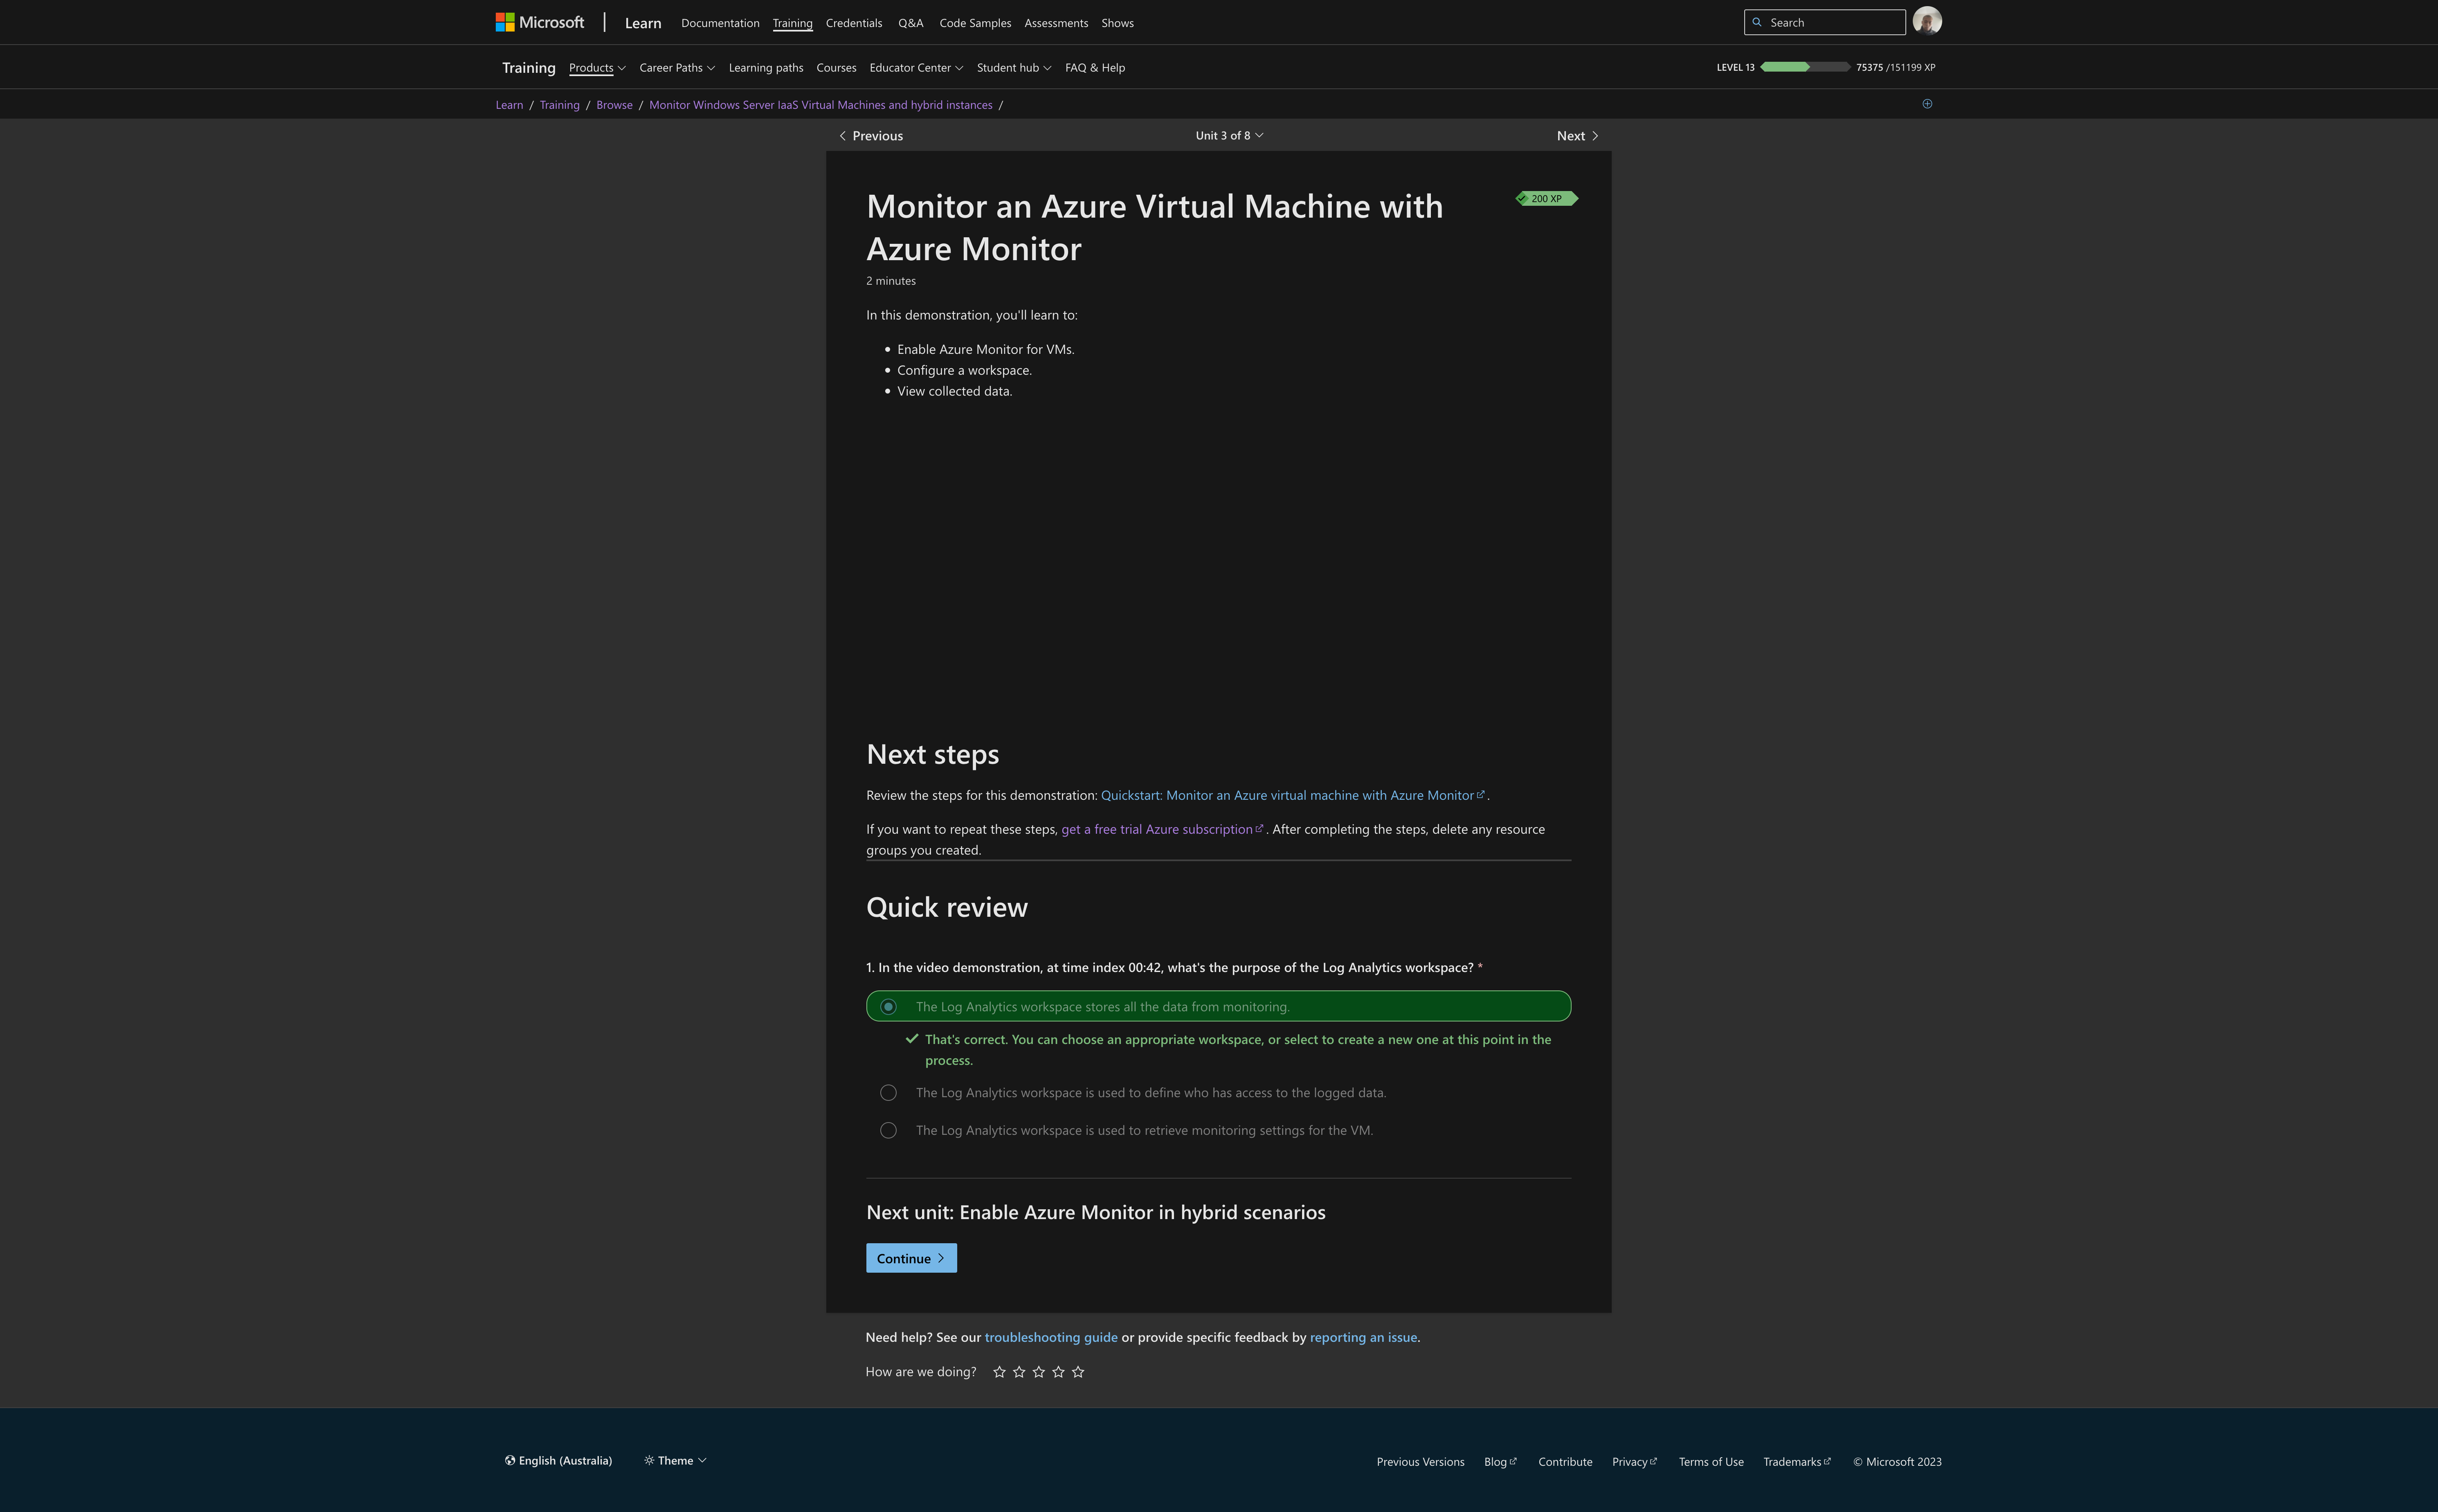 Microsoft
Learn
Documentation
Training
Credentials
Q&A
Code Samples
Assessments
Shows
Search
Training
Products
Career Paths
Learning paths
Courses
Educator Center
Student hub
FAQ & Help
LEVEL 13
75375 /151199 XP
Learn / Training / Browse / Monitor Windows Server IaaS Virtual Machines and hybrid instances /
Previous
Unit 3 of 8
Next
Monitor an Azure Virtual Machine with
Azure Monitor
200 XP
2 minutes
In this demonstration, you'll learn to:
Enable Azure Monitor for VMs.
Configure a workspace.
View collected data.
Next steps
Review the steps for this demonstration: Quickstart: Monitor an Azure virtual machine with Azure Monitor .
If you want to repeat these steps, get a free trial Azure subscription . After completing the steps, delete any resource
groups you created.
Quick review
1. In the video demonstration, at time index 00:42, what's the purpose of the Log Analytics workspace? *
The Log Analytics workspace stores all the data from monitoring.
That's correct. You can choose an appropriate workspace, or select to create a new one at this point in the
process.
The Log Analytics workspace is used to define who has access to the logged data.
The Log Analytics workspace is used to retrieve monitoring settings for the VM.
Next unit: Enable Azure Monitor in hybrid scenarios
Continue
Need help? See our troubleshooting guide or provide specific feedback by reporting an issue.
How are we doing?
English (Australia)
Theme
Previous Versions
Blog
Contribute
Privacy
Terms of Use
Trademarks
© Microsoft 2023